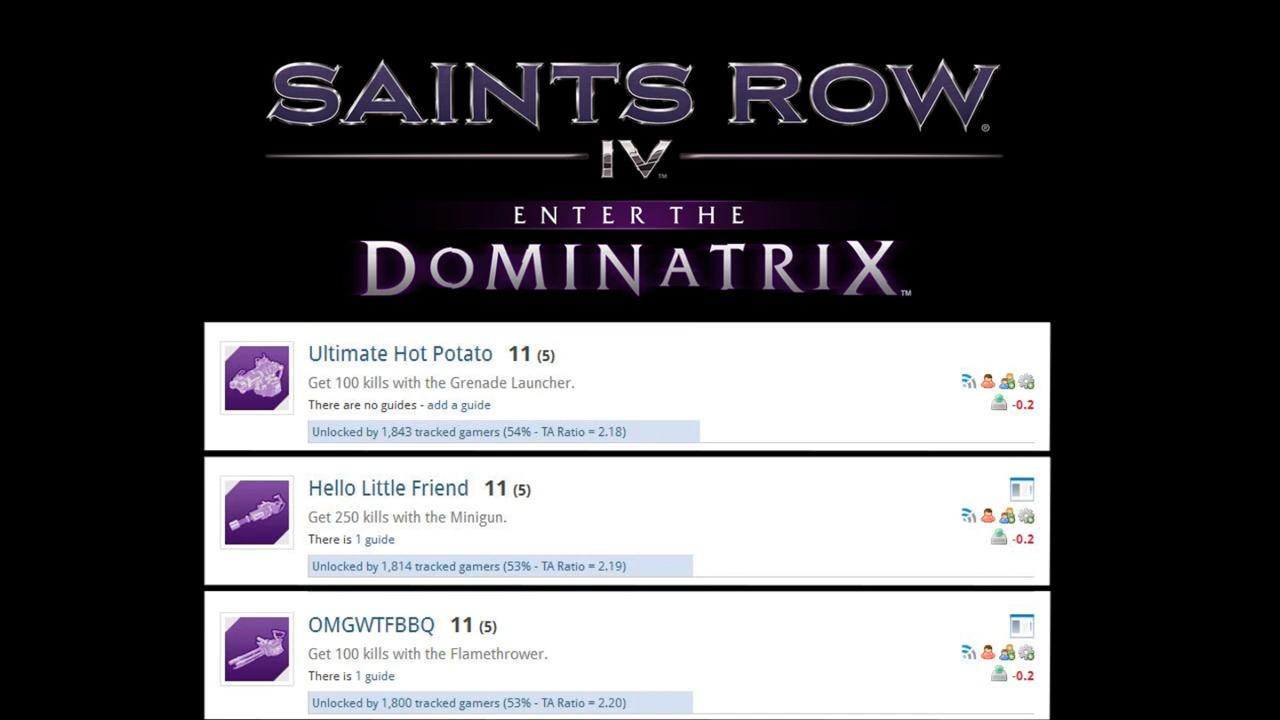 SAINTS ROW®
IV™
ENTER THE
DOMINATRIX™
Ultimate Hot Potato 11 (5)
Get 100 kills with the Grenade Launcher.
There are no guides - add a guide
-0.2
Unlocked by 1,843 tracked gamers (54% - TA Ratio = 2.18)
Hello Little Friend 11 (5)
Get 250 kills with the Minigun.
There is 1 guide
-0.2
Unlocked by 1,814 tracked gamers (53% - TA Ratio = 2.19)
OMGWTFBBQ 11 (5)
Get 100 kills with the Flamethrower.
There is 1 guide
-0.2
Unlocked by 1,800 tracked gamers (53% - TA Ratio = 2.20)